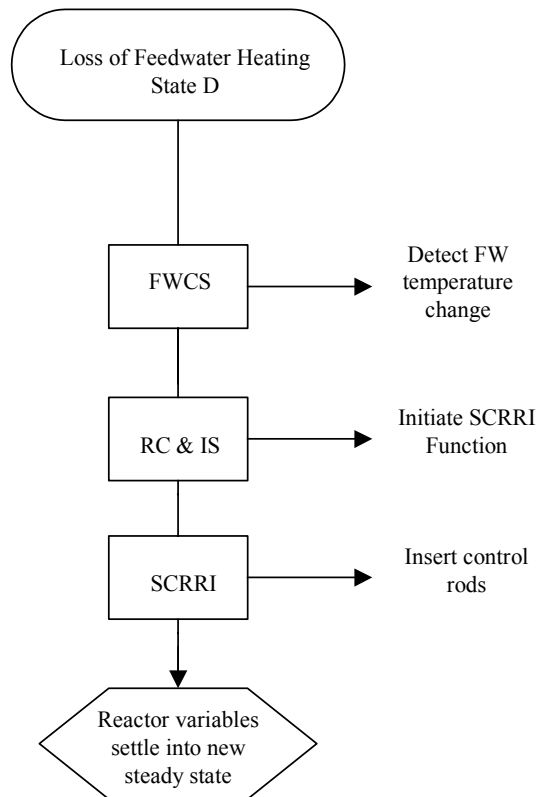 Loss of Feedwater Heating
State D
FWCS
Detect FW
temperature
change
RC & IS
Initiate SCRRI
Function
SCRRI
Insert control
rods
Reactor variables
settle into new
steady state